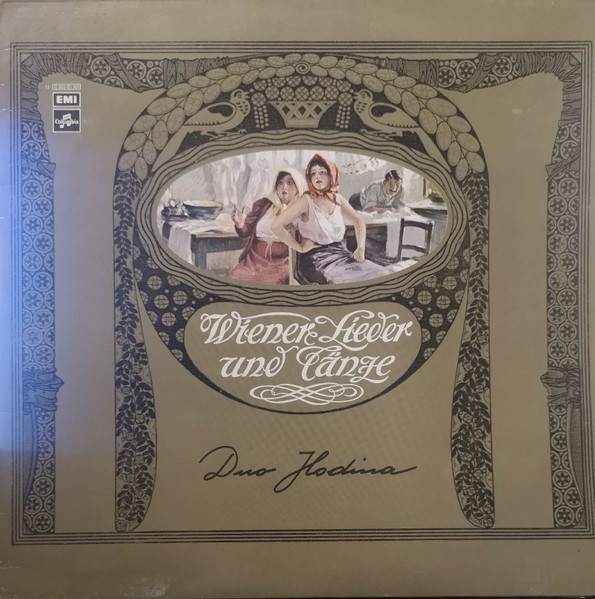 EMI
Columbia
Wiener Lieder
und Tänze
Duo Hodina